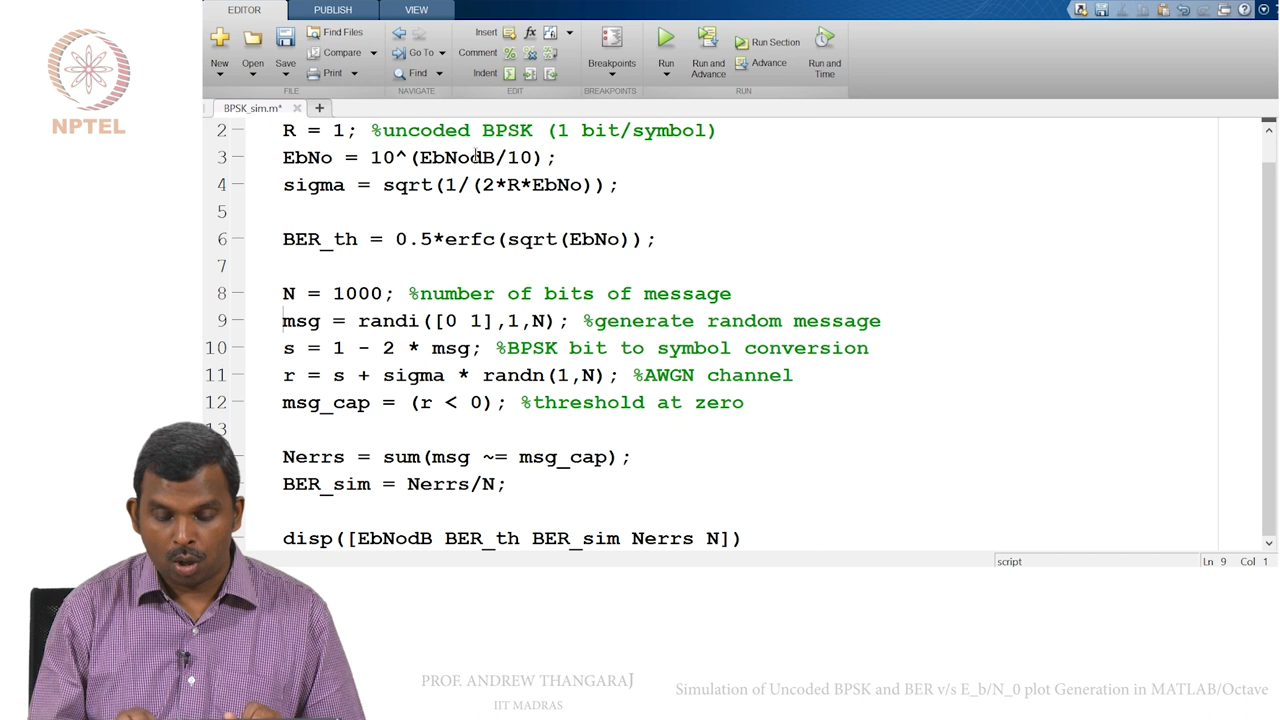 EDITOR PUBLISH VIEW
New Open Save Find Files Compare Print FILE
Go To Find NAVIGATE
Insert fx Comment Indent EDIT
Breakpoints BREAKPOINTS
Run Run and Advance Run Section Advance Run and Time RUN
NPTEL
BPSK_sim.m* × +
2 R = 1; %uncoded BPSK (1 bit/symbol)
3 EbNo = 10^(EbNodB/10);
4 sigma = sqrt(1/(2*R*EbNo));
5
6 BER_th = 0.5*erfc(sqrt(EbNo));
7
8 N = 1000; %number of bits of message
9 msg = randi([0 1],1,N); %generate random message
10 s = 1 - 2 * msg; %BPSK bit to symbol conversion
11 r = s + sigma * randn(1,N); %AWGN channel
12 msg_cap = (r < 0); %threshold at zero
13
Nerrs = sum(msg ~= msg_cap);
BER_sim = Nerrs/N;
disp([EbNodB BER_th BER_sim Nerrs N])
script Ln 9 Col 1
PROF. ANDREW THANGARAJ
IIT MADRAS
Simulation of Uncoded BPSK and BER v/s E_b/N_0 plot Generation in MATLAB/Octave